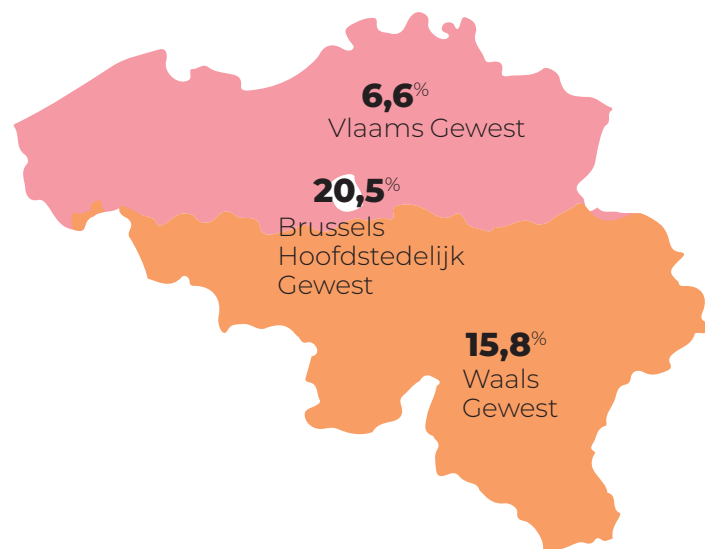 6,6%
Vlaams Gewest
20,5%
Brussels
Hoofdstedelijk
Gewest
15,8%
Waals
Gewest